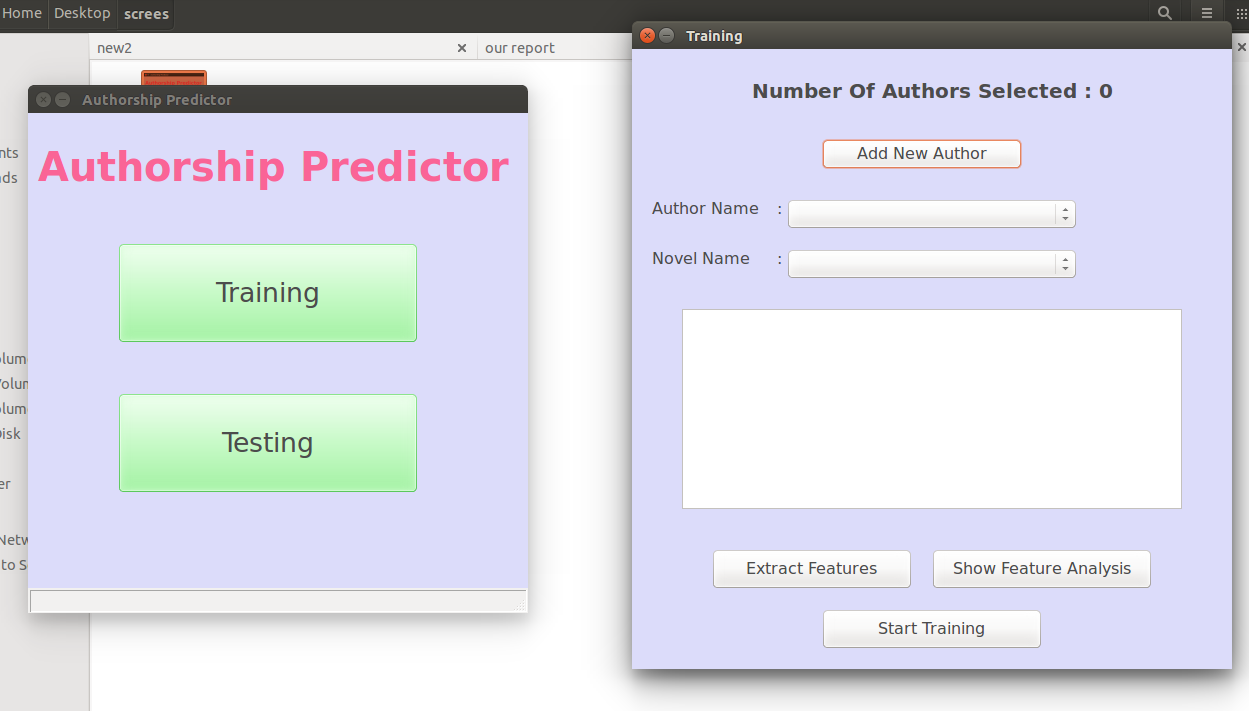 Home Desktop screes
new2
our report
nts
ds
olum
Volum
olum
Disk
er
Netw
to S
Authorship Predictor
Authorship Predictor
Training
Testing
Training
Number Of Authors Selected : 0
Add New Author
Author Name :
Novel Name :
Extract Features Show Feature Analysis
Start Training